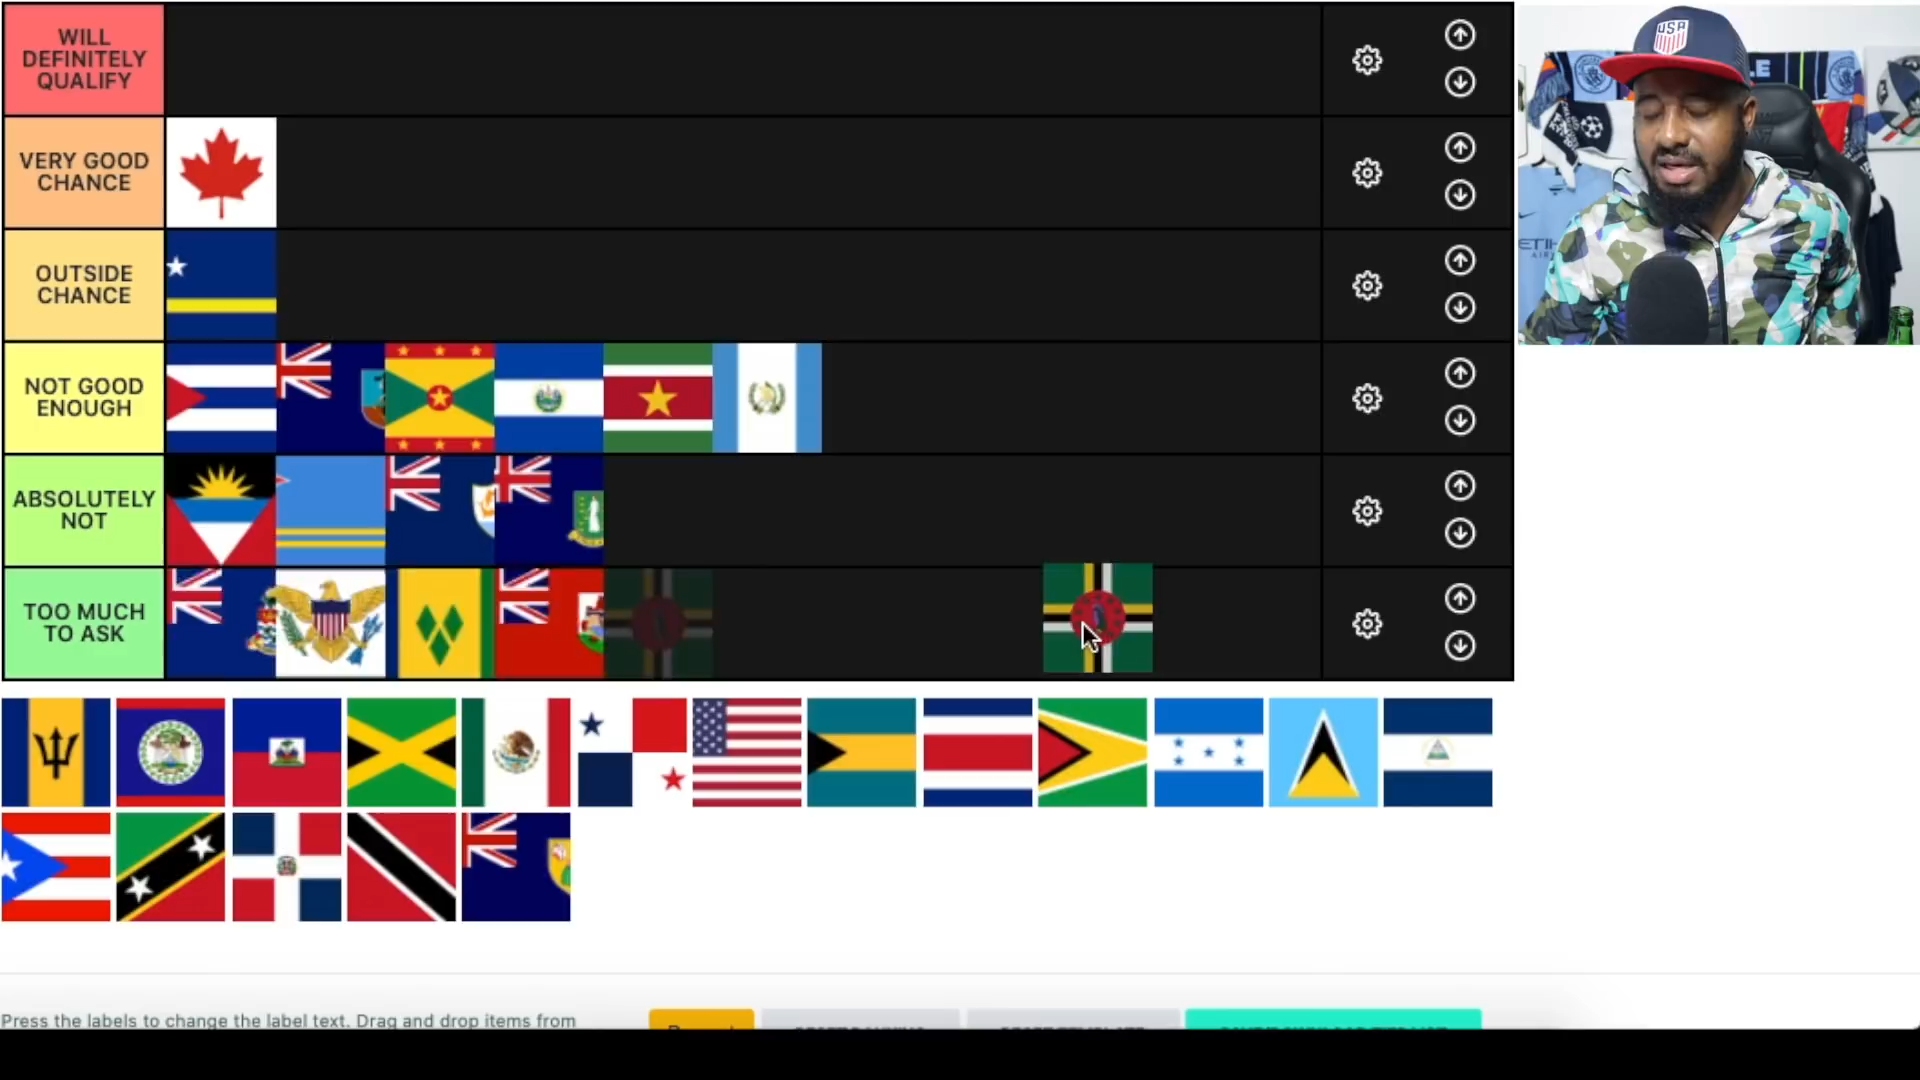 WILL
DEFINITELY
QUALIFY
USA
LE
VERY GOOD
CHANCE
OUTSIDE
CHANCE
NOT GOOD
ENOUGH
ABSOLUTELY
NOT
TOO MUCH
TO ASK
Press the labels to change the label text. Drag and drop items from